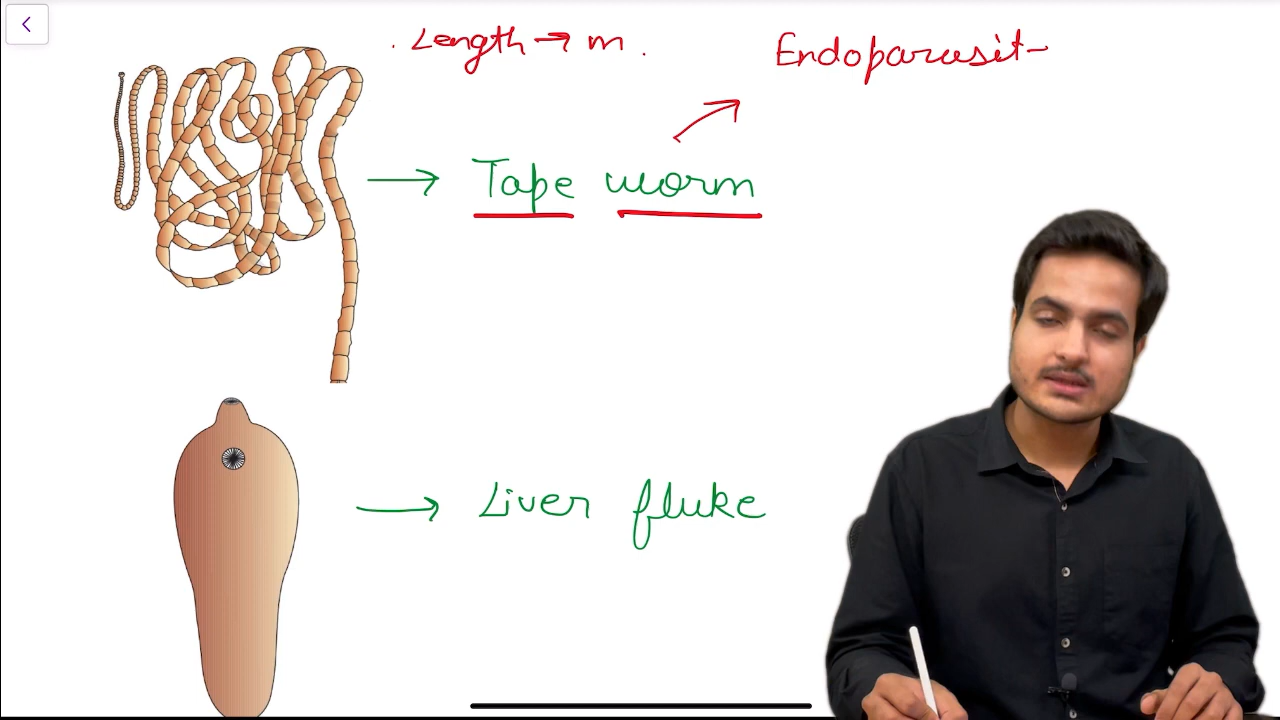 . Length → m .
Endoparasit
→ Tape worm
→ Liver fluke